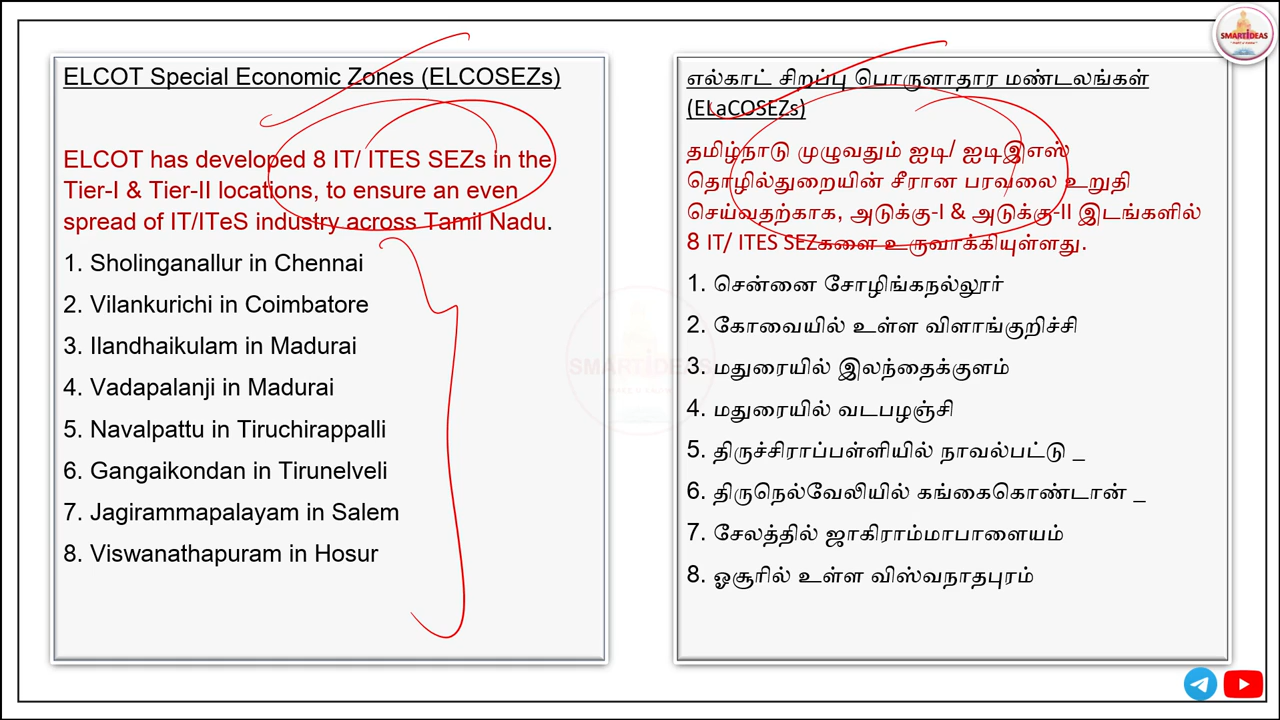 SMARTIDEAS
ELCOT Special Economic Zones (ELCOSEZs)
ELCOT has developed 8 IT/ ITES SEZs in the
Tier-I & Tier-II locations, to ensure an even
spread of IT/ITeS industry across Tamil Nadu.
1. Sholinganallur in Chennai
2. Vilankurichi in Coimbatore
3. Ilandhaikulam in Madurai
4. Vadapalanji in Madurai
5. Navalpattu in Tiruchirappalli
6. Gangaikondan in Tirunelveli
7. Jagirammapalayam in Salem
8. Viswanathapuram in Hosur
எல்காட் சிறப்பு பொருளாதார மண்டலங்கள்
(ELaCOSEZs)
தமிழ்நாடு முழுவதும் ஐடி/ ஐடிஇஎஸ்
தொழில்துறையின் சீரான பரவலை உறுதி
செய்வதற்காக, அடுக்கு-I & அடுக்கு-II இடங்களில்
8 IT/ ITES SEZகளை உருவாக்கியுள்ளது.
1. சென்னை சோழிங்கநல்லூர்
2. கோவையில் உள்ள விளாங்குறிச்சி
3. மதுரையில் இலந்தைக்குளம்
4. மதுரையில் வடபழஞ்சி
5. திருச்சிராப்பள்ளியில் நாவல்பட்டு _
6. திருநெல்வேலியில் கங்கைகொண்டான் _
7. சேலத்தில் ஜாகிராம்மாபாளையம்
8. ஓசூரில் உள்ள விஸ்வநாதபுரம்
SMARTIDEAS